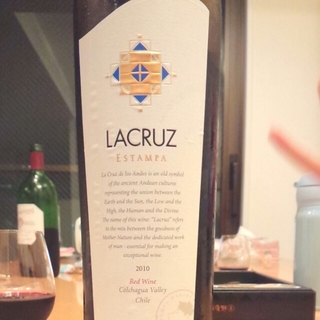 LACRUZ
ESTAMPA
La Cruz de los Andes is an old symbol
of the ancient Andean cultures
representing the union between the
Earth and the Sun, the Low and the
High, the Human and the Divine.
The name of this wine: "Lacruz" refers
to the mix between the greatness of
Mother Nature and the dedicated work
of man - essential for making an
exceptional wine.
2010
Red Wine
Colchagua Valley
Chile